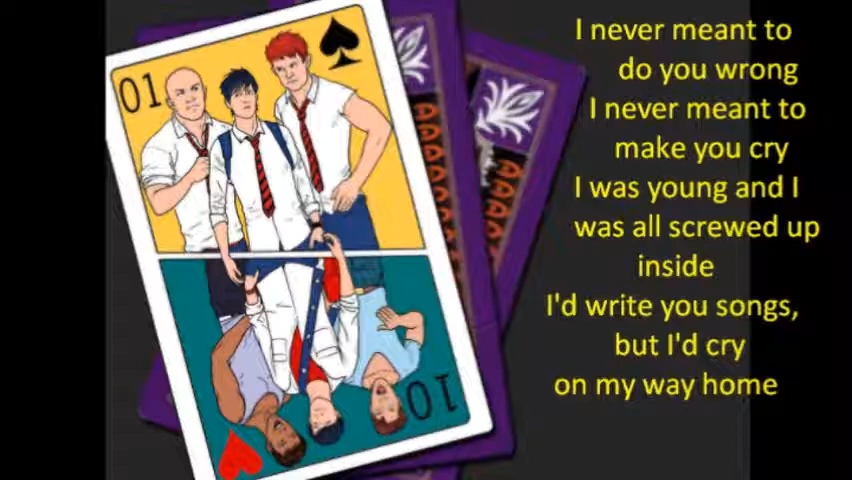 01
I never meant to
do you wrong
I never meant to
make you cry
I was young and I
was all screwed up
inside
I'd write you songs,
but I'd cry
on my way home
01